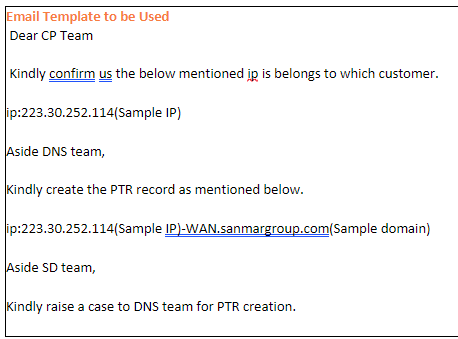 Email Template to be Used
Dear CP Team
Kindly confirm us the below mentioned ip is belongs to which customer.
ip:223.30.252.114(Sample IP)
Aside DNS team,
Kindly create the PTR record as mentioned below.
ip:223.30.252.114(Sample IP)-WAN.sanmargroup.com(Sample domain)
Aside SD team,
Kindly raise a case to DNS team for PTR creation.